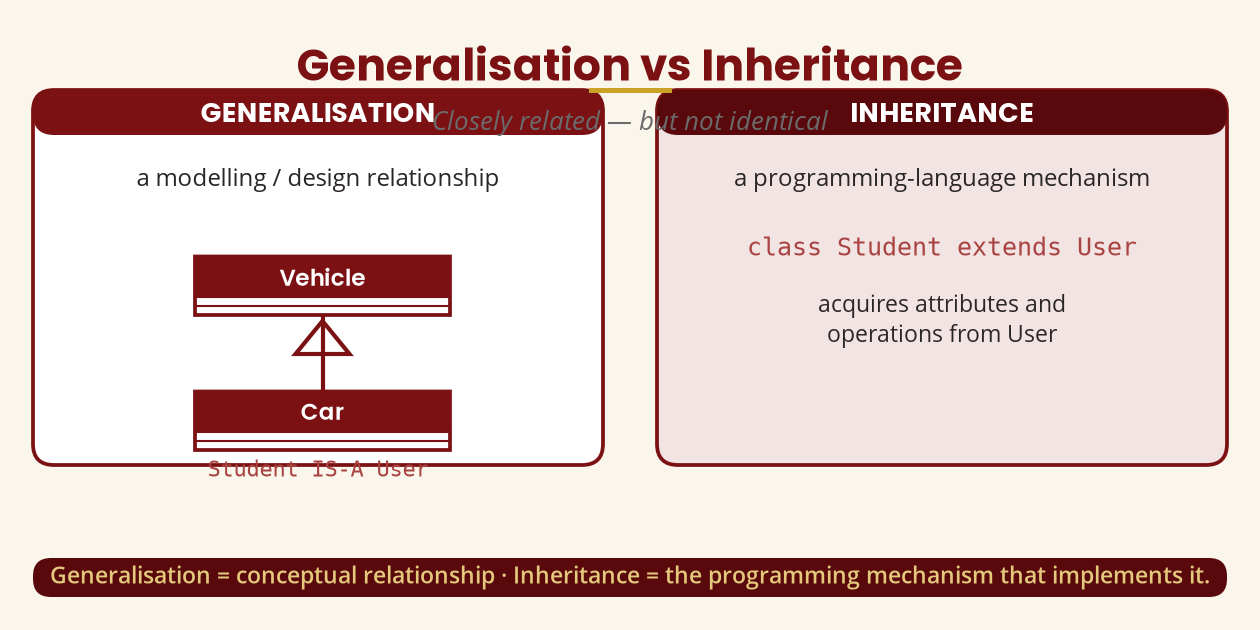 Generalisation vs Inheritance
Closely related — but not identical
GENERALISATION
a modelling / design relationship
Vehicle
Car
Student IS-A User
INHERITANCE
a programming-language mechanism
class Student extends User
acquires attributes and
operations from User
Generalisation = conceptual relationship · Inheritance = the programming mechanism that implements it.